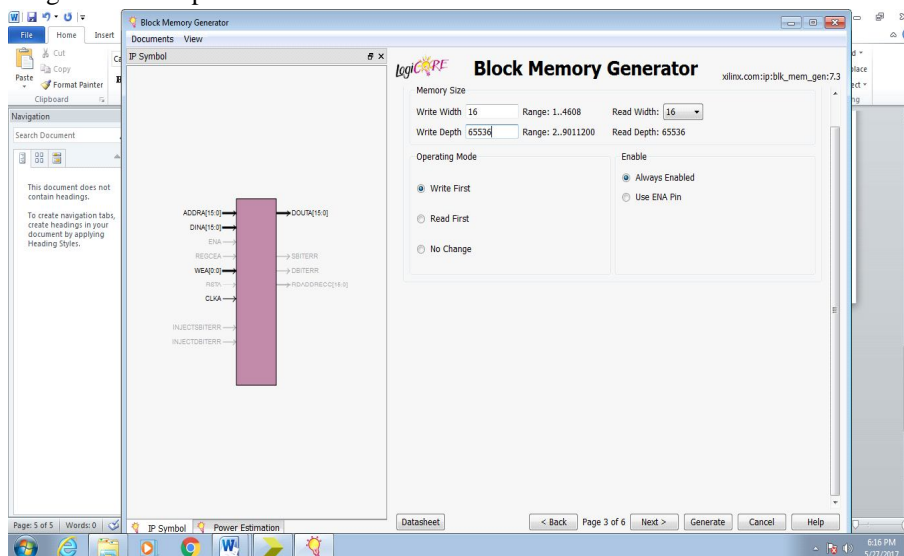 File Home Insert
Cut
Copy
Format Painter
Paste
Clipboard
Navigation
Search Document
This document does not
contain headings.
To create navigation tabs,
create headings in your
document by applying
Heading Styles.
Page: 5 of 5 Words: 0
Block Memory Generator
Documents View
IP Symbol
ADDRA[15:0]
DINA[15:0]
ENA
REGCEA
WEA[0:0]
RSTA
CLKA
INJECTSBITERR
INJECTDBITERR
DOUTA[15:0]
SBITERR
DBITERR
RDADDRECC[15:0]
IP Symbol Power Estimation
logiCORE
Block Memory Generator
xilinx.com:ip:blk_mem_gen:7.3
Memory Size
Write Width 16 Range: 1..4608 Read Width: 16
Write Depth 65536 Range: 2..9011200 Read Depth: 65536
Operating Mode
Write First
Read First
No Change
Enable
Always Enabled
Use ENA Pin
Datasheet < Back Page 3 of 6 Next > Generate Cancel Help
6:16 PM
5/27/2017